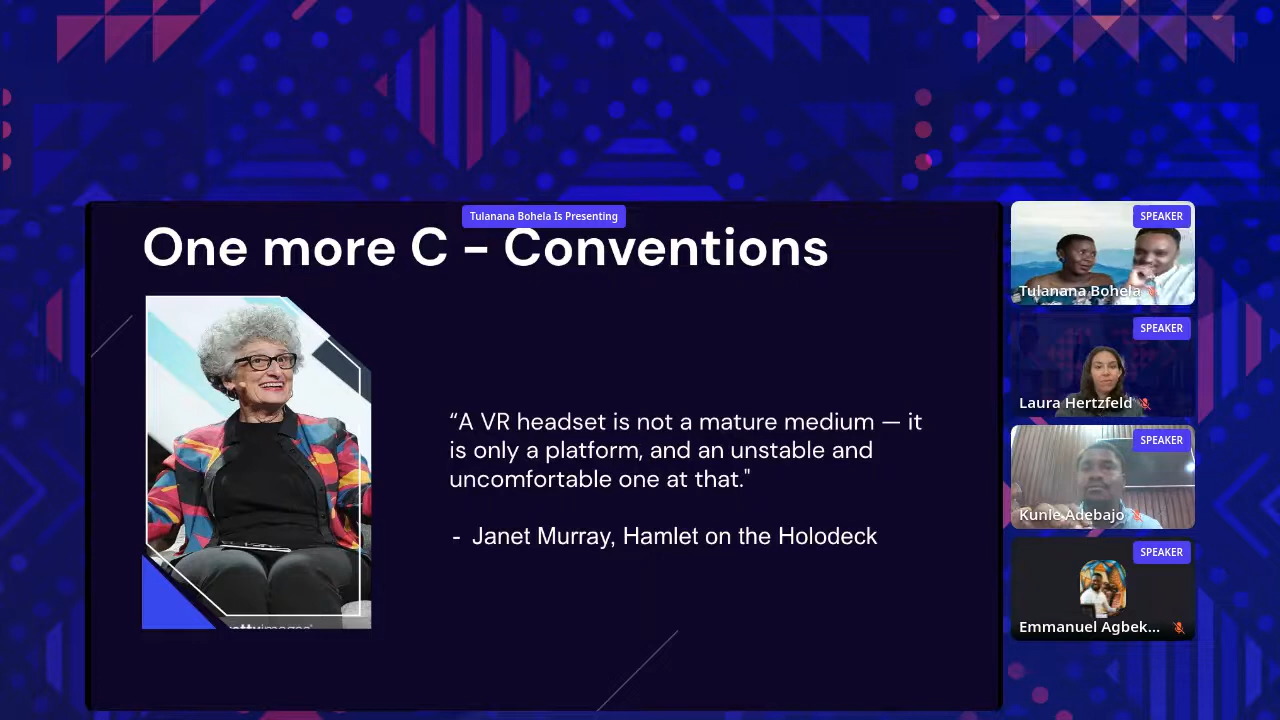 Tulanana Bohela Is Presenting
One more C – Conventions
“A VR headset is not a mature medium — it
is only a platform, and an unstable and
uncomfortable one at that."
- Janet Murray, Hamlet on the Holodeck
SPEAKER
Tulanana Bohela
SPEAKER
Laura Hertzfeld
SPEAKER
Kunle Adebajo
SPEAKER
Emmanuel Agbek...